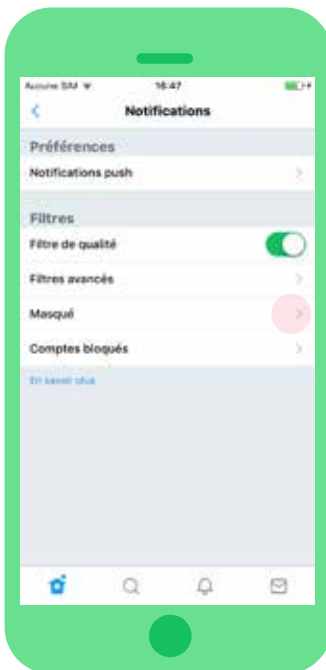 Aucune SIM 16:47
Notifications
Préférences
Notifications push
Filtres
Filtre de qualité
Filtres avancés
Masqué
Comptes bloqués
En savoir plus